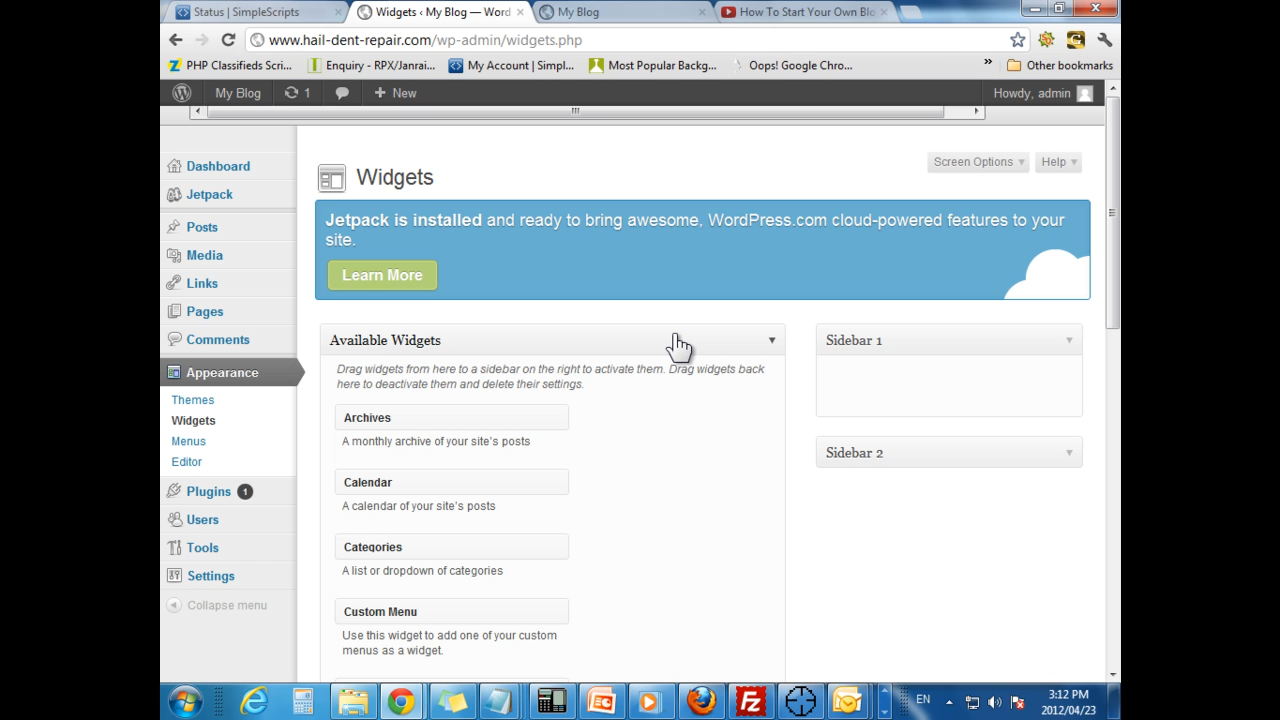 Status | SimpleScripts
Widgets ‹ My Blog — Word
My Blog
How To Start Your Own Blo
www.hail-dent-repair.com/wp-admin/widgets.php
PHP Classifieds Scri...
Enquiry - RPX/Janrai...
My Account | Simpl...
Most Popular Backg...
Oops! Google Chro...
»
Other bookmarks
My Blog
1
+ New
Howdy, admin
Dashboard
Jetpack
Posts
Media
Links
Pages
Comments
Appearance
Themes
Widgets
Menus
Editor
Plugins 1
Users
Tools
Settings
Collapse menu
Widgets
Screen Options
Help
Jetpack is installed and ready to bring awesome, WordPress.com cloud-powered features to your
site.
Learn More
Available Widgets
Drag widgets from here to a sidebar on the right to activate them. Drag widgets back
here to deactivate them and delete their settings.
Archives
A monthly archive of your site's posts
Calendar
A calendar of your site's posts
Categories
A list or dropdown of categories
Custom Menu
Use this widget to add one of your custom
menus as a widget.
Sidebar 1
Sidebar 2
EN
3:12 PM
2012/04/23